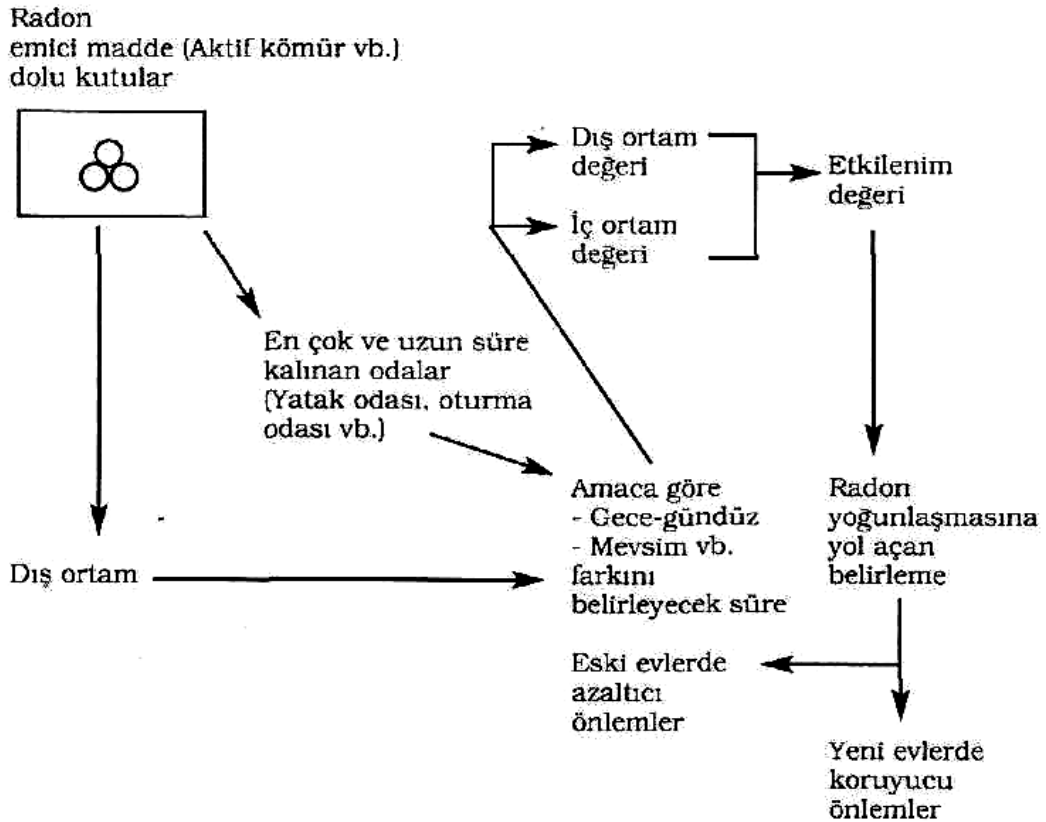 Radon
emici madde (Aktif kömür vb.)
dolu kutular
Dış ortam
değeri
İç ortam
değeri
Etkilenim
değeri
En çok ve uzun süre
kalınan odalar
(Yatak odası, oturma
odası vb.)
Amaca göre
- Gece-gündüz
- Mevsim vb.
farkını
belirleyecek süre
Radon
yoğunlaşmasına
yol açan
belirleme
Dış ortam
Eski evlerde
azaltıcı
önlemler
Yeni evlerde
koruyucu
önlemler